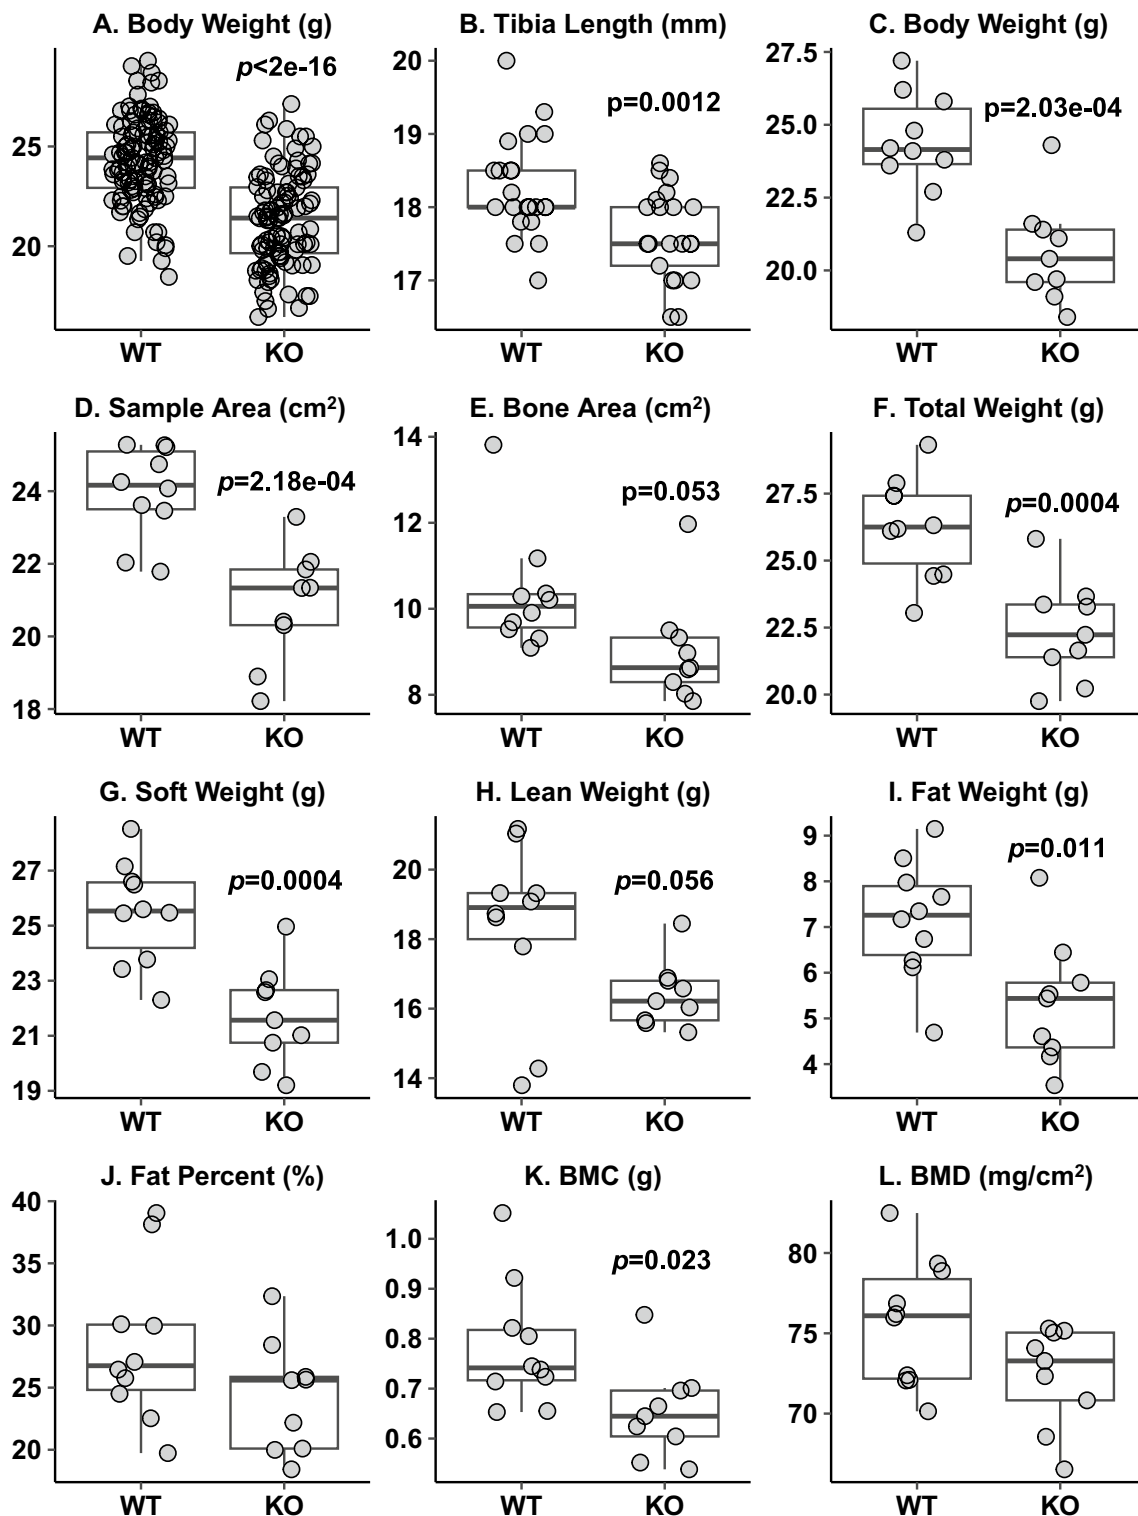 A. Body Weight (g)
B. Tibia Length (mm)
C. Body Weight (g)
p<2e-16
p=0.0012
p=2.03e-04
25
20
20
19
18
17
27.5
25.0
22.5
20.0
WT
KO
WT
KO
WT
KO
D. Sample Area (cm²)
E. Bone Area (cm²)
F. Total Weight (g)
p=2.18e-04
p=0.053
p=0.0004
24
22
20
18
14
12
10
8
27.5
25.0
22.5
20.0
WT
KO
WT
KO
WT
KO
G. Soft Weight (g)
H. Lean Weight (g)
I. Fat Weight (g)
p=0.0004
p=0.056
p=0.011
27
25
23
21
19
20
18
16
14
9
8
7
6
5
4
WT
KO
WT
KO
WT
KO
J. Fat Percent (%)
K. BMC (g)
L. BMD (mg/cm²)
p=0.023
40
35
30
25
20
1.0
0.9
0.8
0.7
0.6
80
75
70
WT
KO
WT
KO
WT
KO